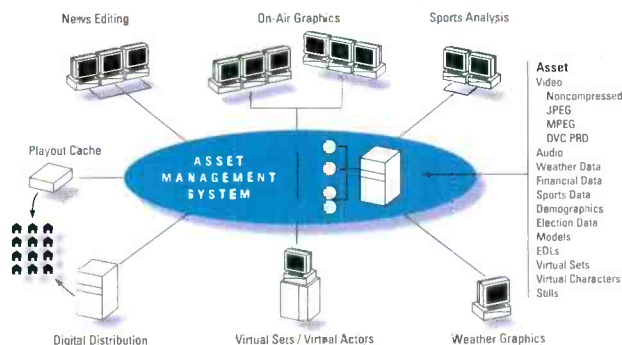 News Editing
On-Air Graphics
Sports Analysis
Asset
Video
Noncompressed
JPEG
MPEG
DVC PRO
Audio
Weather Data
Financial Data
Sports Data
Demographics
Election Data
Models
EDLs
Virtual Sets
Virtual Characters
Stills
Playout Cache
ASSET
MANAGEMENT
SYSTEM
Digital Distribution
Virtual Sets / Virtual Actors
Weather Graphics